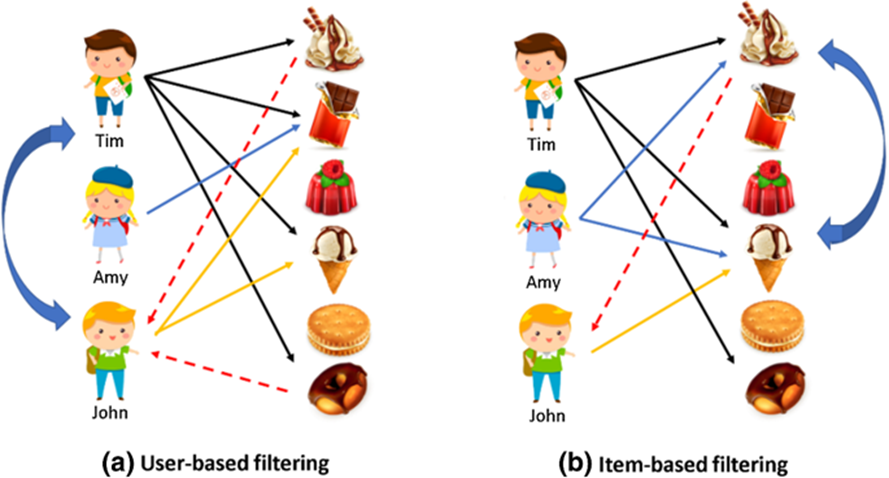 Tim
Amy
John
(a) User-based filtering
Tim
Amy
John
(b) Item-based filtering